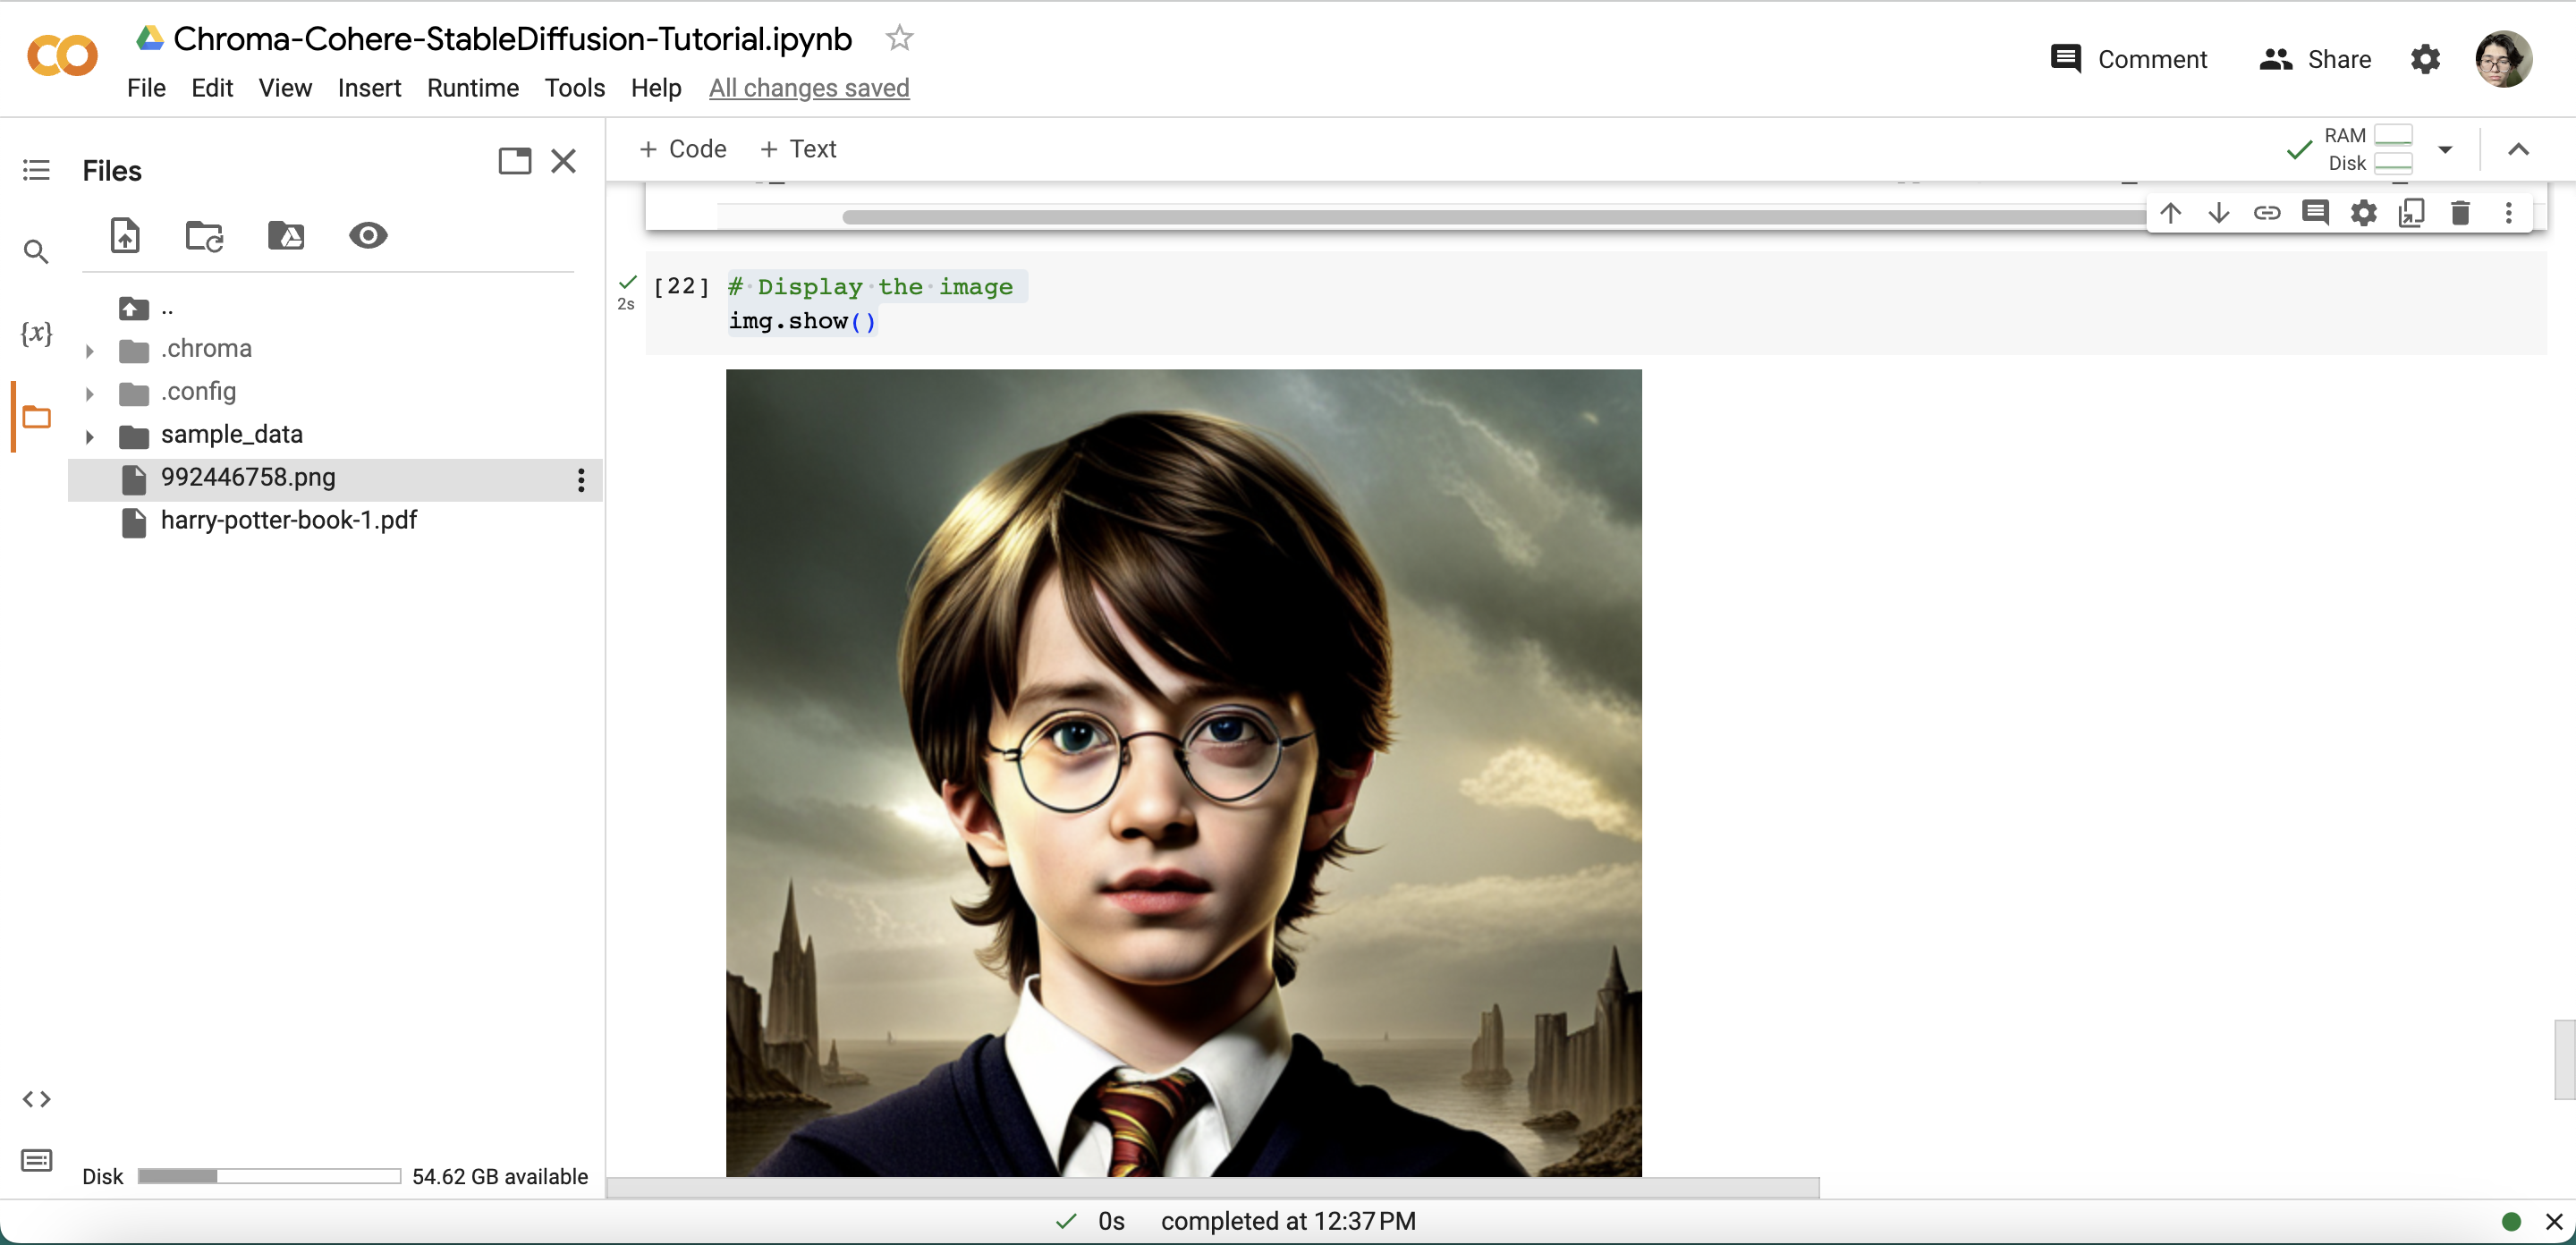 Chroma-Cohere-StableDiffusion-Tutorial.ipynb
File Edit View Insert Runtime Tools Help All changes saved
Comment Share
Files
+ Code + Text
RAM
Disk
..
.chroma
.config
sample_data
992446758.png
harry-potter-book-1.pdf
{x}
[22] # Display the image
2s
img.show()
Disk 54.62 GB available
0s completed at 12:37 PM